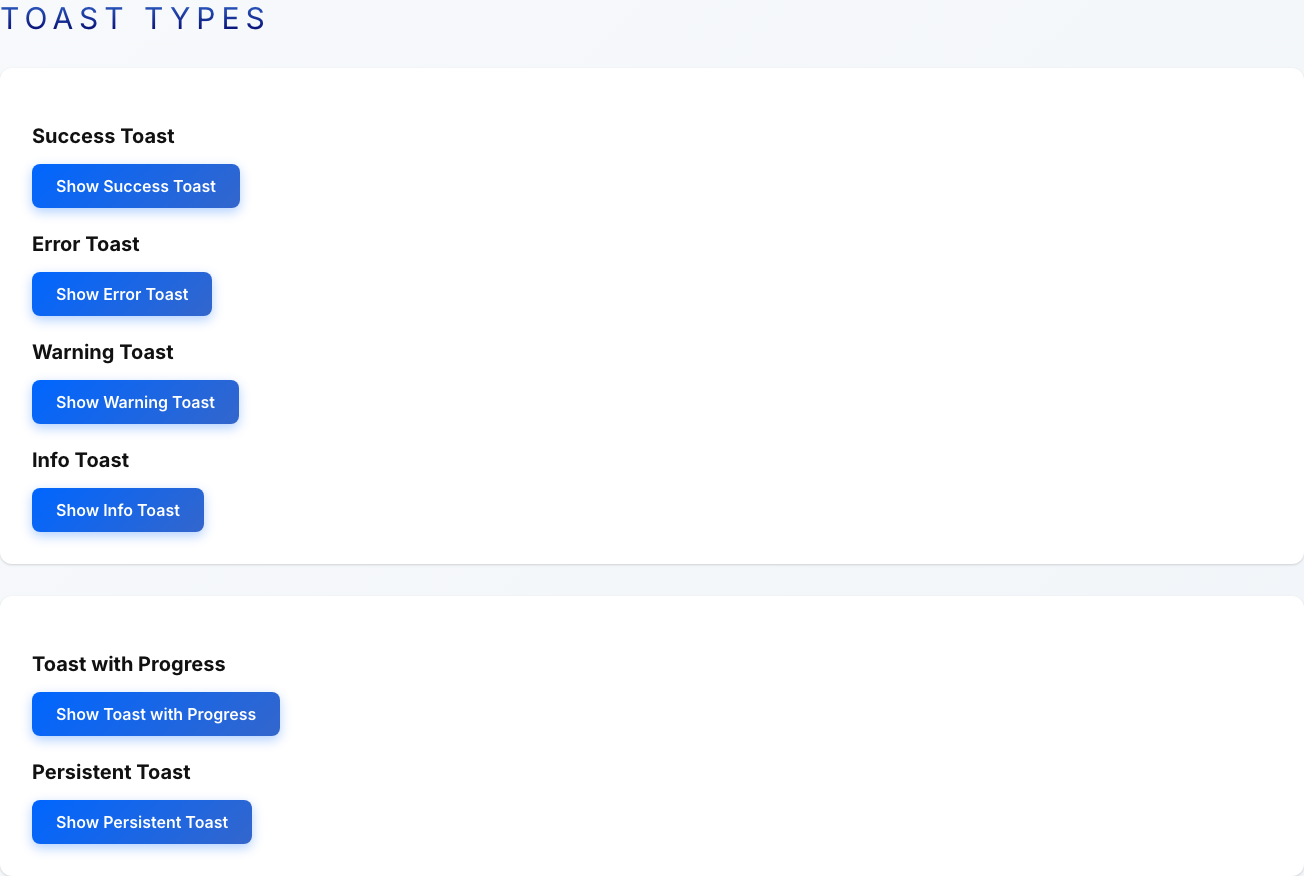 TOAST TYPES
Success Toast
Show Success Toast
Error Toast
Show Error Toast
Warning Toast
Show Warning Toast
Info Toast
Show Info Toast
Toast with Progress
Show Toast with Progress
Persistent Toast
Show Persistent Toast